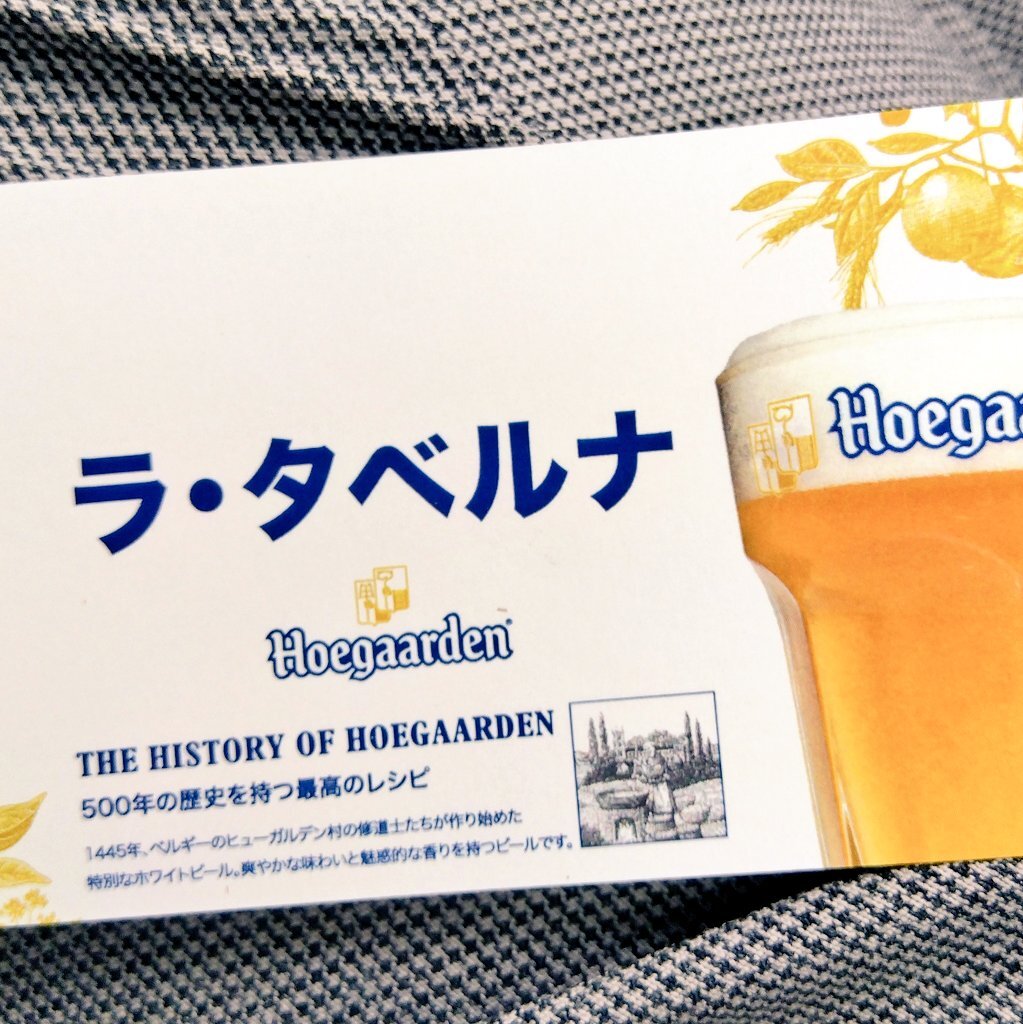 ラ・タベルナ
Hoegaarden
THE HISTORY OF HOEGAARDEN
500年の歴史を持つ最高のレシピ
1445年、ベルギーのヒューガルデン村の修道士たちが作り始めた
特別なホワイトビール。爽やかな味わいと魅惑的な香りを持つビールです。
Hoegaa